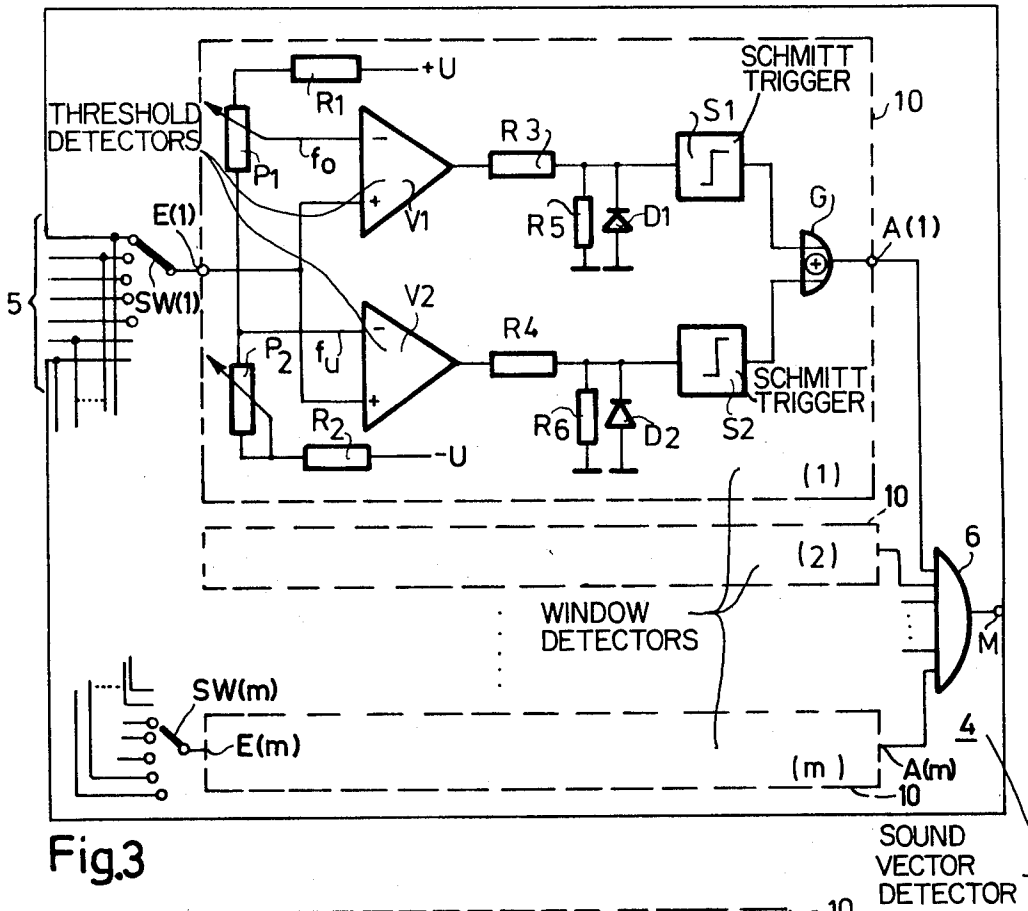 SCHMITT
TRIGGER
+U
R1
10
THRESHOLD
DETECTORS
S1
R3
P1
fo
G
V1
R5
D1
E(1)
A(1)
5
SW(1)
V2
R4
P2
fu
SCHMITT
TRIGGER
R6
D2
S2
R2
-U
(1)
10
(2)
6
WINDOW
DETECTORS
M
SW(m)
E(m)
4
(m)
A(m)
10
Fig.3
SOUND
VECTOR
DETECTOR
10